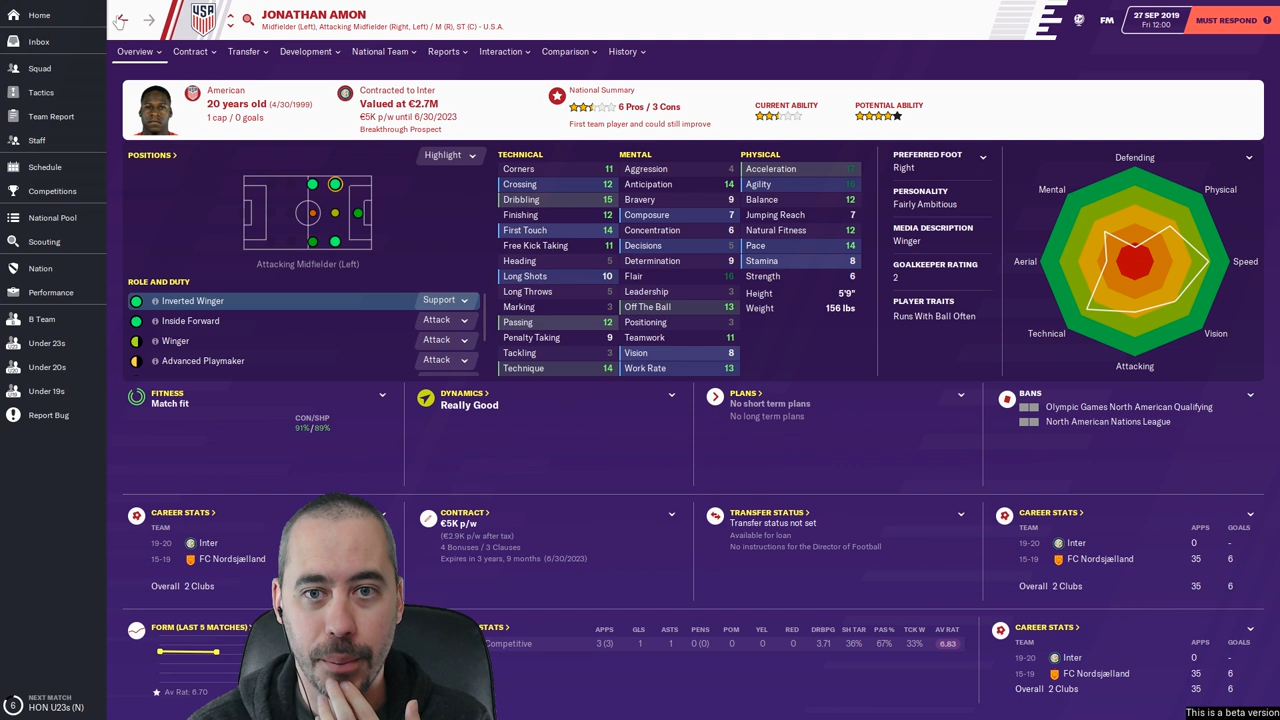 Home
Inbox
Squad
Tactics
Team Report
Staff
Schedule
Competitions
National Pool
Scouting
Nation
Performance
B Team
Under 23s
Under 20s
Under 19s
Report Bug
6
NEXT MATCH
HON U23s (N)
USA
JONATHAN AMON
Midfielder (Left), Attacking Midfielder (Right, Left) / M (R), ST (C) - U.S.A.
FM
27 SEP 2019
Fri 12:00
MUST RESPOND
Overview
Contract
Transfer
Development
National Team
Reports
Interaction
Comparison
History
American
20 years old (4/30/1999)
1 cap / 0 goals
Contracted to Inter
Valued at €2.7M
€5K p/w until 6/30/2023
Breakthrough Prospect
National Summary
6 Pros / 3 Cons
First team player and could still improve
CURRENT ABILITY
POTENTIAL ABILITY
POSITIONS >
Highlight
Attacking Midfielder (Left)
ROLE AND DUTY
Inverted Winger Support
Inside Forward Attack
Winger Attack
Advanced Playmaker Attack
TECHNICAL
Corners 11
Crossing 12
Dribbling 15
Finishing 12
First Touch 14
Free Kick Taking 11
Heading 5
Long Shots 10
Long Throws 5
Marking 3
Passing 12
Penalty Taking 9
Tackling 3
Technique 14
MENTAL
Aggression 4
Anticipation 14
Bravery 9
Composure 7
Concentration 6
Decisions 5
Determination 9
Flair 16
Leadership 3
Off The Ball 13
Positioning 3
Teamwork 11
Vision 8
Work Rate 13
PHYSICAL
Acceleration
Agility 16
Balance 12
Jumping Reach 7
Natural Fitness 12
Pace 14
Stamina 8
Strength 6
Height 5'9"
Weight 156 lbs
PREFERRED FOOT
Right
PERSONALITY
Fairly Ambitious
MEDIA DESCRIPTION
Winger
GOALKEEPER RATING
2
PLAYER TRAITS
Runs With Ball Often
Defending
Mental
Physical
Aerial
Speed
Technical
Vision
Attacking
FITNESS
Match fit
CON/SHP
91%/89%
DYNAMICS >
Really Good
PLANS >
No short term plans
No long term plans
BANS
Olympic Games North American Qualifying
North American Nations League
CAREER STATS >
TEAM
19-20 Inter
15-19 FC Nordsjælland
Overall 2 Clubs
CONTRACT >
€5K p/w
(€2.9K p/w after tax)
4 Bonuses / 3 Clauses
Expires in 3 years, 9 months (6/30/2023)
TRANSFER STATUS >
Transfer status not set
Available for loan
No instructions for the Director of Football
CAREER STATS >
TEAM APPS GOALS
19-20 Inter 0 -
15-19 FC Nordsjælland 35 6
Overall 2 Clubs 35 6
FORM (LAST 5 MATCHES)
Av Rat: 6.70
STATS > APPS GLS ASTS PENS POM YEL RED DRBPG SH TAR PAS % TCK W AV RAT
Competitive 3 (3) 1 1 0 (0) 0 0 0 3.71 36% 67% 33% 6.83
CAREER STATS >
TEAM APPS GOALS
19-20 Inter 0 -
15-19 FC Nordsjælland 35 6
Overall 2 Clubs 35 6
This is a beta version